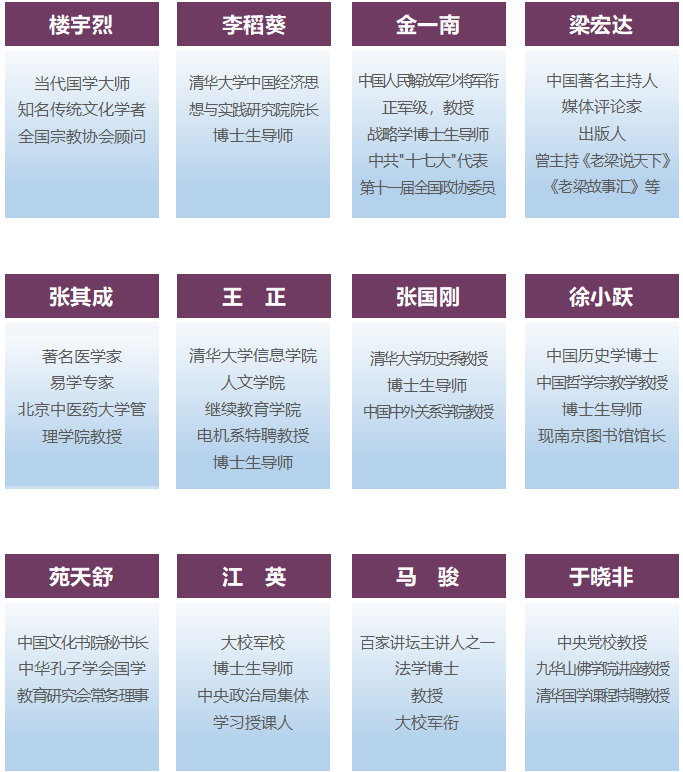 楼宇烈
当代国学大师
知名传统文化学者
全国宗教协会顾问
李稻葵
清华大学中国经济思
想与实践研究院院长
博士生导师
金一南
中国人民解放军少将军衔
正军级，教授
战略学博士生导师
中共"十七大"代表
第十一届全国政协委员
梁宏达
中国著名主持人
媒体评论家
出版人
曾主持《老梁说天下》
《老梁故事汇》等
张其成
著名医学家
易学专家
北京中医药大学管
理学院教授
王 正
清华大学信息学院
人文学院
继续教育学院
电机系特聘教授
博士生导师
张国刚
清华大学历史系教授
博士生导师
中国中外关系学院教授
徐小跃
中国历史学博士
中国哲学宗教学教授
博士生导师
现南京图书馆馆长
苑天舒
中国文化书院秘书长
中华孔子学会国学
教育研究会常务理事
江 英
大校军校
博士生导师
中央政治局集体
学习授课人
马 骏
百家讲坛主讲人之一
法学博士
教授
大校军衔
于晓非
中央党校教授
九华山佛学院讲座教授
清华国学课程特聘教授